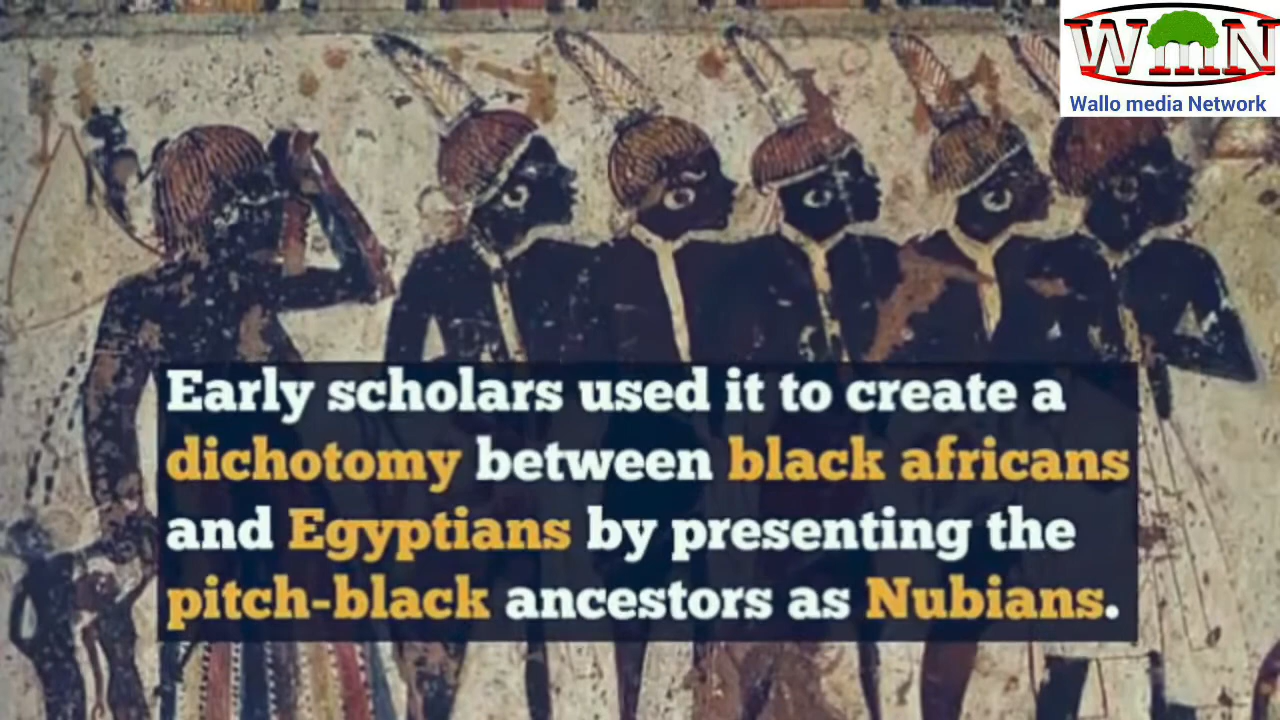 WMN
Wallo media Network
Early scholars used it to create a
dichotomy between black africans
and Egyptians by presenting the
pitch-black ancestors as Nubians.